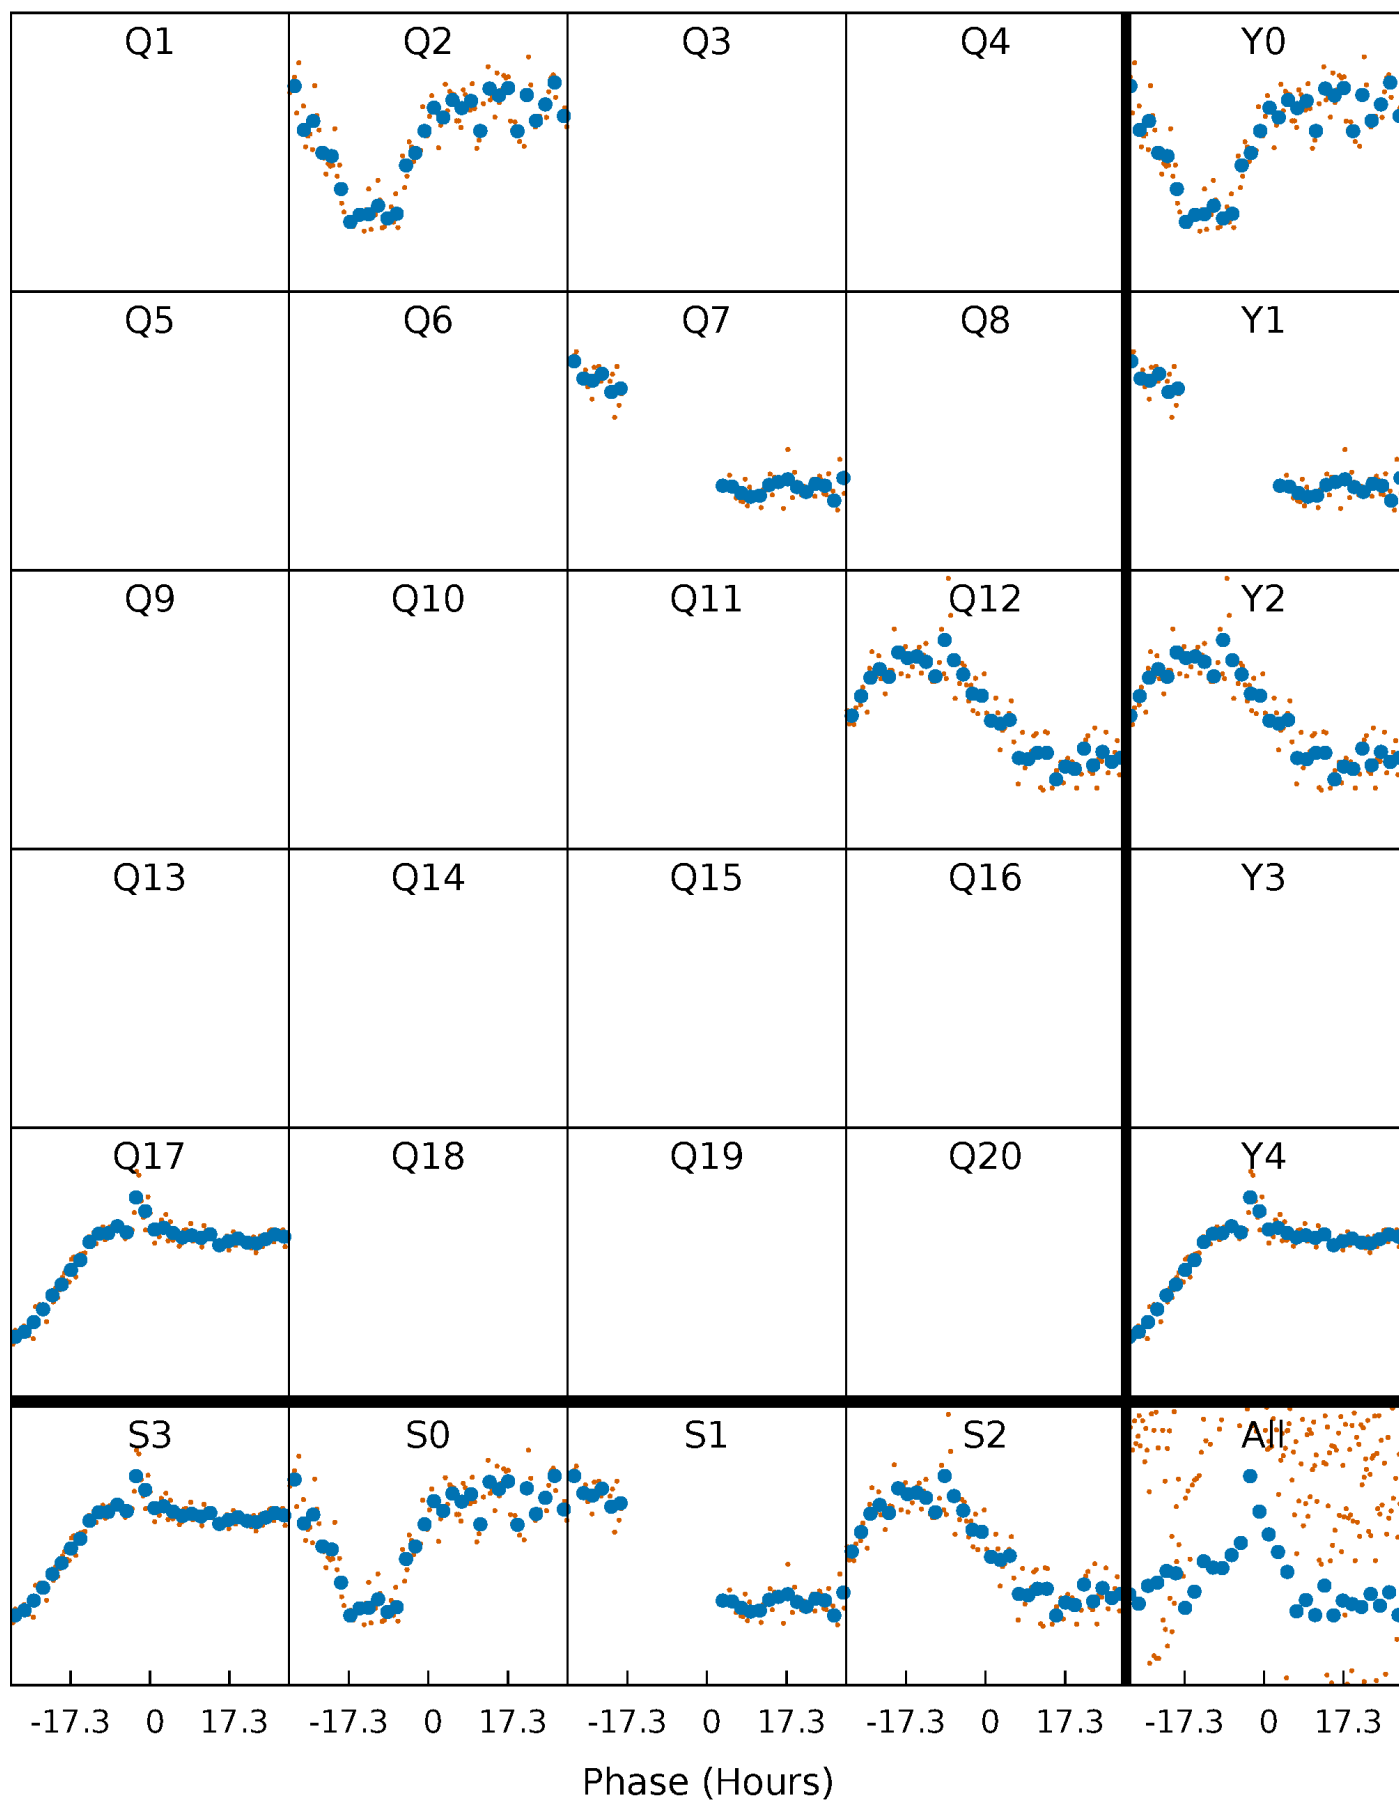 Q1 Q2 Q3 Q4 Y0
Q5 Q6 Q7 Q8 Y1
Q9 Q10 Q11 Q12 Y2
Q13 Q14 Q15 Q16 Y3
Q17 Q18 Q19 Q20 Y4
S3 S0 S1 S2 All
-17.3 0 17.3 -17.3 0 17.3 -17.3 0 17.3 -17.3 0 17.3 -17.3 0 17.3
Phase (Hours)